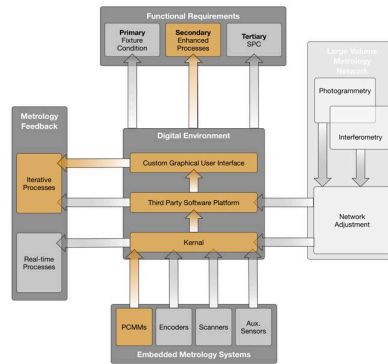 Functional Requirements
Primary
Fixture
Condition
Secondary
Enhanced
Processes
Tertiary
SPC
Large Volume
Metrology
Network
Photogrammetry
Interferometry
Network
Adjustment
Metrology
Feedback
Iterative
Processes
Real-time
Processes
Digital Environment
Custom Graphical User Interface
Third Party Software Platform
Kernal
PCMMs
Encoders
Scanners
Aux.
Sensors
Embedded Metrology Systems